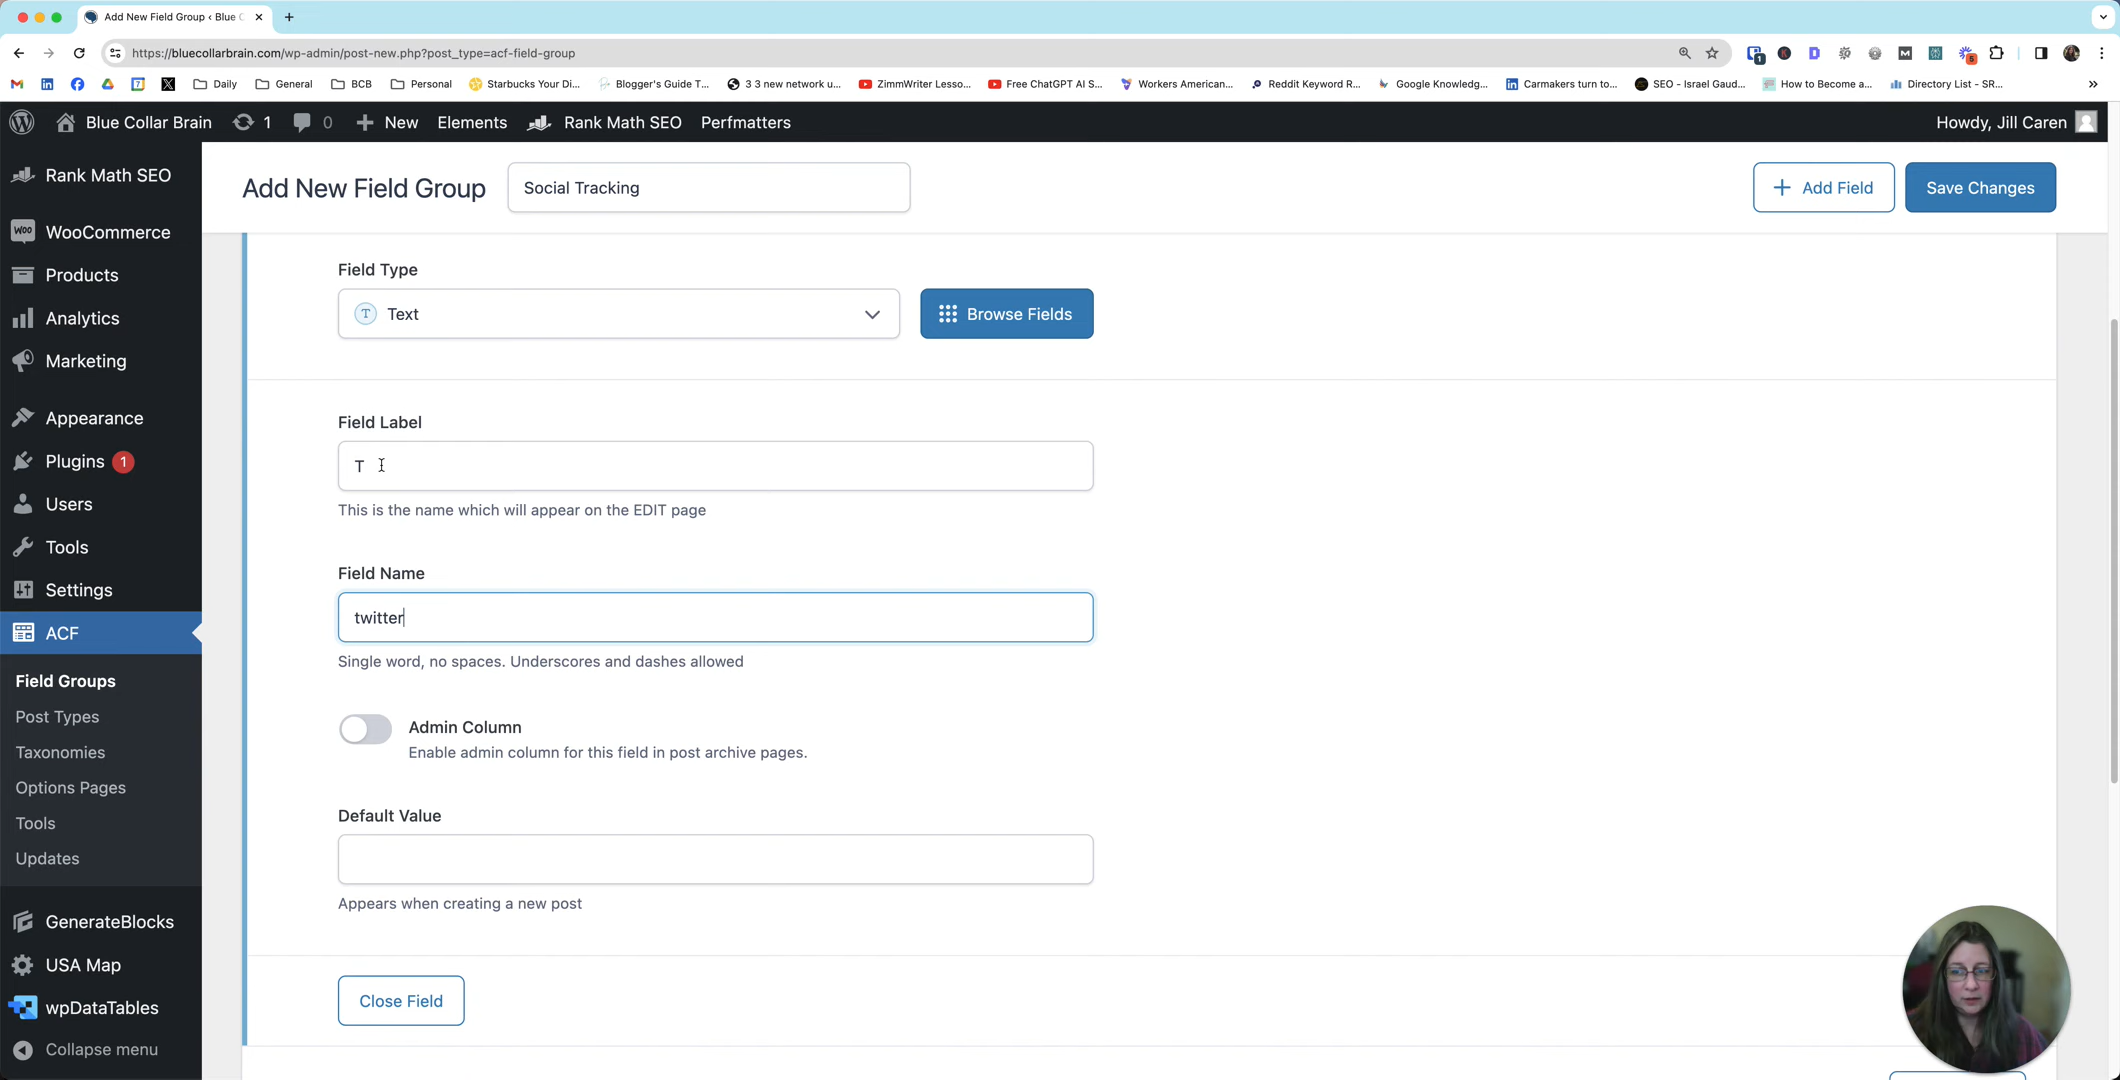 Add New Field Group ‹ Blue C
https://bluecollarbrain.com/wp-admin/post-new.php?post_type=acf-field-group
1
5
Daily
General
BCB
Personal
Starbucks Your Di...
Blogger's Guide T...
3 3 new network u...
ZimmWriter Lesso...
Free ChatGPT AI S...
Workers American...
Reddit Keyword R...
Google Knowledg...
Carmakers turn to...
SEO - Israel Gaud...
How to Become a...
Directory List - SR...
Blue Collar Brain
1
0
New
Elements
Rank Math SEO
Perfmatters
Howdy, Jill Caren
Rank Math SEO
WooCommerce
Products
Analytics
Marketing
Appearance
Plugins 1
Users
Tools
Settings
ACF
Field Groups
Post Types
Taxonomies
Options Pages
Tools
Updates
GenerateBlocks
USA Map
wpDataTables
Collapse menu
Add New Field Group
Social Tracking
+ Add Field
Save Changes
Field Type
T Text
Browse Fields
Field Label
T
This is the name which will appear on the EDIT page
Field Name
twitter
Single word, no spaces. Underscores and dashes allowed
Admin Column
Enable admin column for this field in post archive pages.
Default Value
Appears when creating a new post
Close Field